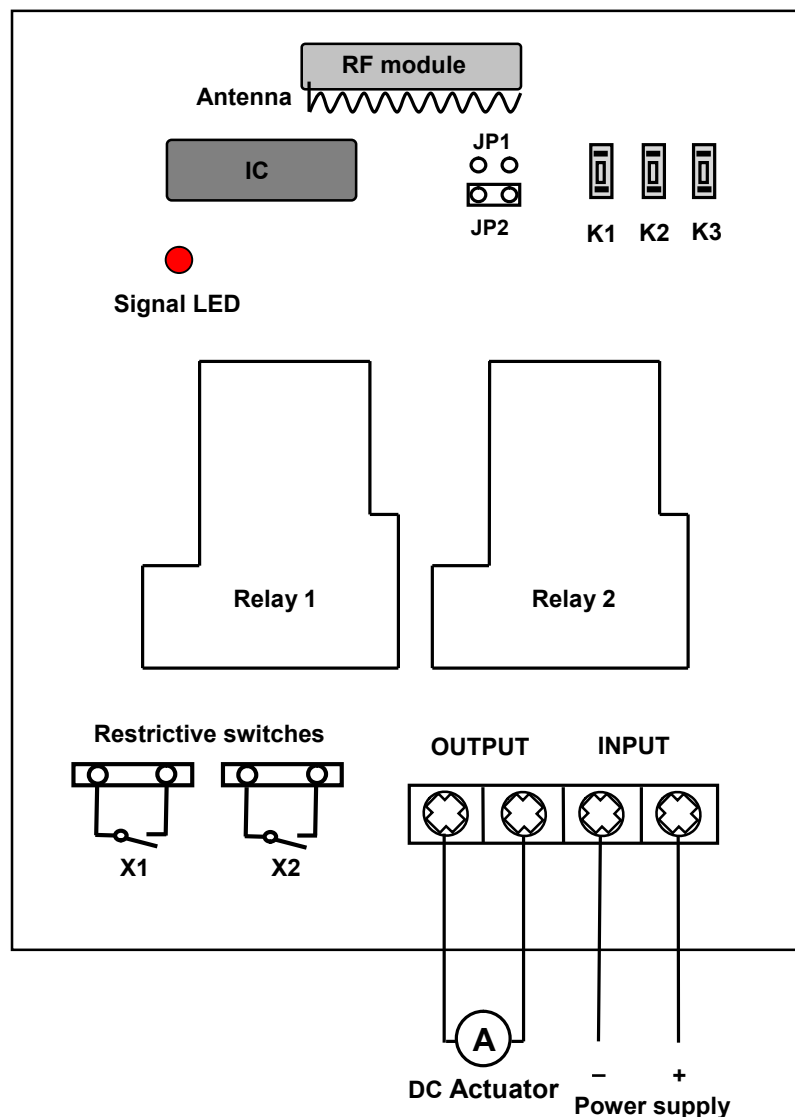 RF module
Antenna
JP1
IC
JP2
K1 K2 K3
Signal LED
Relay 1
Relay 2
Restrictive switches
OUTPUT
INPUT
X1
X2
A
DC Actuator
– +
Power supply